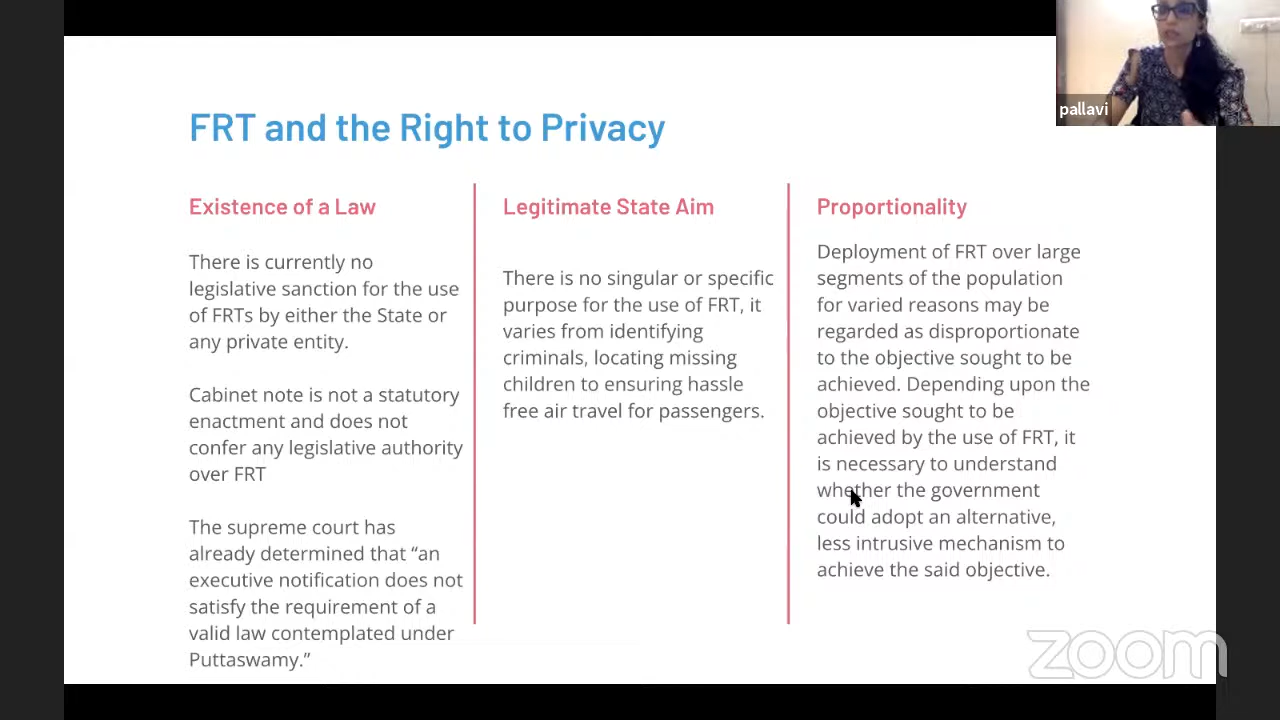 pallavi
FRT and the Right to Privacy
Existence of a Law
There is currently no
legislative sanction for the use
of FRTs by either the State or
any private entity.
Cabinet note is not a statutory
enactment and does not
confer any legislative authority
over FRT
The supreme court has
already determined that “an
executive notification does not
satisfy the requirement of a
valid law contemplated under
Puttaswamy.”
Legitimate State Aim
There is no singular or specific
purpose for the use of FRT, it
varies from identifying
criminals, locating missing
children to ensuring hassle
free air travel for passengers.
Proportionality
Deployment of FRT over large
segments of the population
for varied reasons may be
regarded as disproportionate
to the objective sought to be
achieved. Depending upon the
objective sought to be
achieved by the use of FRT, it
is necessary to understand
whether the government
could adopt an alternative,
less intrusive mechanism to
achieve the said objective.
zoom